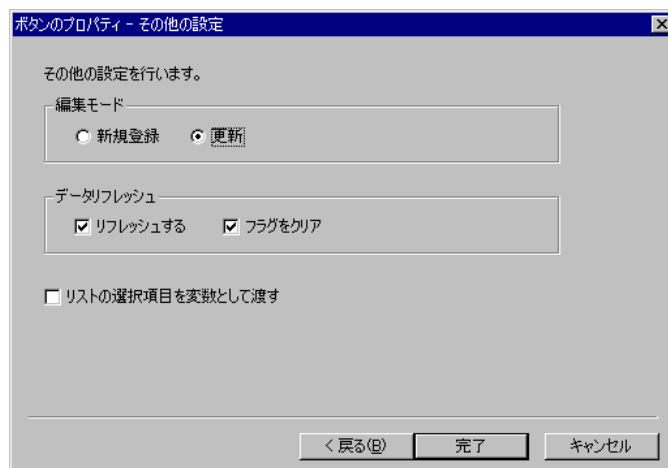 ボタンのプロパティ - その他の設定
その他の設定を行います。
編集モード
新規登録 更新
データリフレッシュ
リフレッシュする フラグをクリア
リストの選択項目を変数として渡す
< 戻る(B) 完了 キャンセル